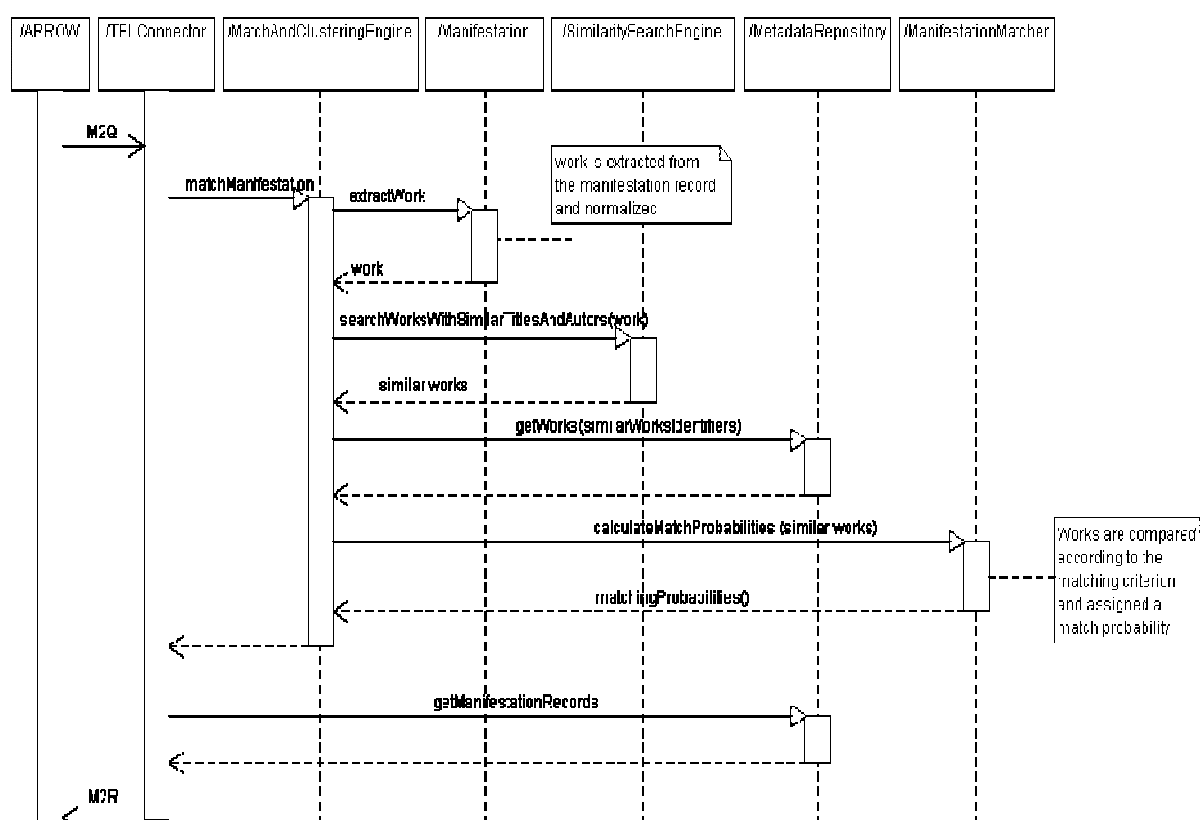 /ARROW
/TELConnector
/MatchAndClusteringEngine
/Manifestation
/SimilaritySearchEngine
/MetadaRepository
/ManifestationMatcher
M2Q
work is extracted from
the manifestation record
and normalized
matchManifestation
extractWork
work
searchWorksWithSimilarTitlesAndAutors(work)
similar works
getWorks(similarWorksIdentifiers)
calculateMatchProbabilities (similar works)
Works are compared
according to the
matching criterion
and assigned a
match probability
matchingProbabilities()
getManifestationRecords
M2R